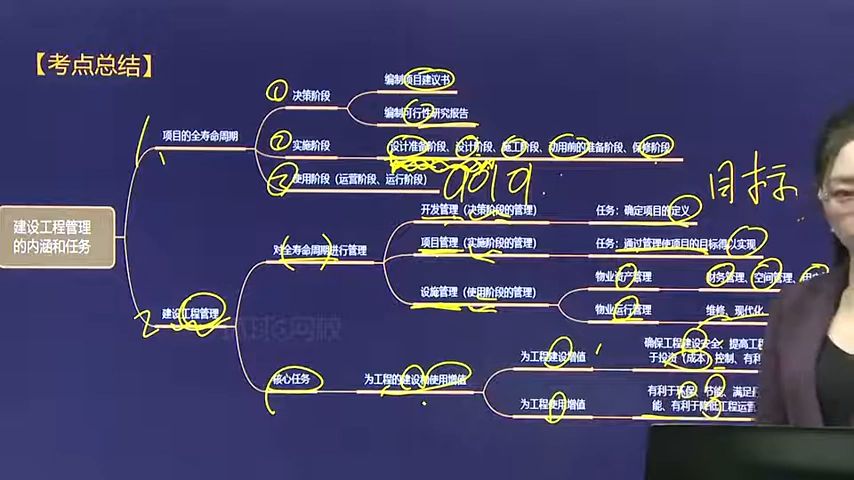 【考点总结】
编制项目建议书
① 决策阶段
编制可行性研究报告
1 项目的全寿命周期
② 实施阶段
设计准备阶段、设计阶段、施工阶段、动用前的准备阶段、保修阶段
③ 使用阶段（运营阶段、运行阶段）
目标
建设工程管理
的内涵和任务
开发管理（决策阶段的管理）
任务：确定项目的定义
对全寿命周期进行管理
项目管理（实施阶段的管理）
任务：通过管理使项目的目标得以实现
设施管理（使用阶段的管理）
物业资产管理
财务管理、空间管理、
2 建设工程管理
物业运行管理
维修、现代化
核心任务
为工程的建设和使用增值
为工程建设增值
确保工程建设安全、提高工程
于投资（成本）控制、有利
为工程使用增值
有利于环保、节能、满足
能、有利于降低工程运营